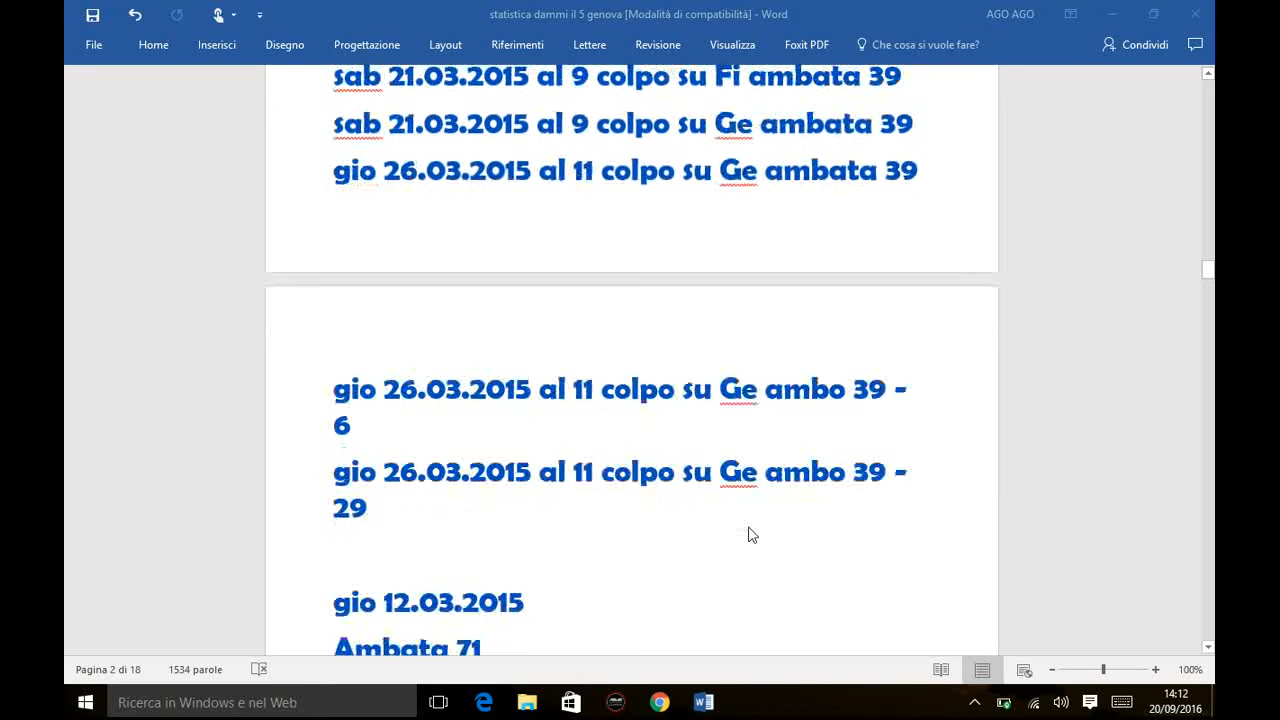 statistica dammi il 5 genova [Modalità di compatibilità] - Word
AGO AGO
File Home Inserisci Disegno Progettazione Layout Riferimenti Lettere Revisione Visualizza Foxit PDF Che cosa si vuole fare? Condividi
sab 21.03.2015 al 9 colpo su Fi ambata 39
sab 21.03.2015 al 9 colpo su Ge ambata 39
gio 26.03.2015 al 11 colpo su Ge ambata 39
gio 26.03.2015 al 11 colpo su Ge ambo 39 -
6
gio 26.03.2015 al 11 colpo su Ge ambo 39 -
29
gio 12.03.2015
Ambata 71
Pagina 2 di 18 1534 parole 100%
Ricerca in Windows e nel Web
14:12
20/09/2016